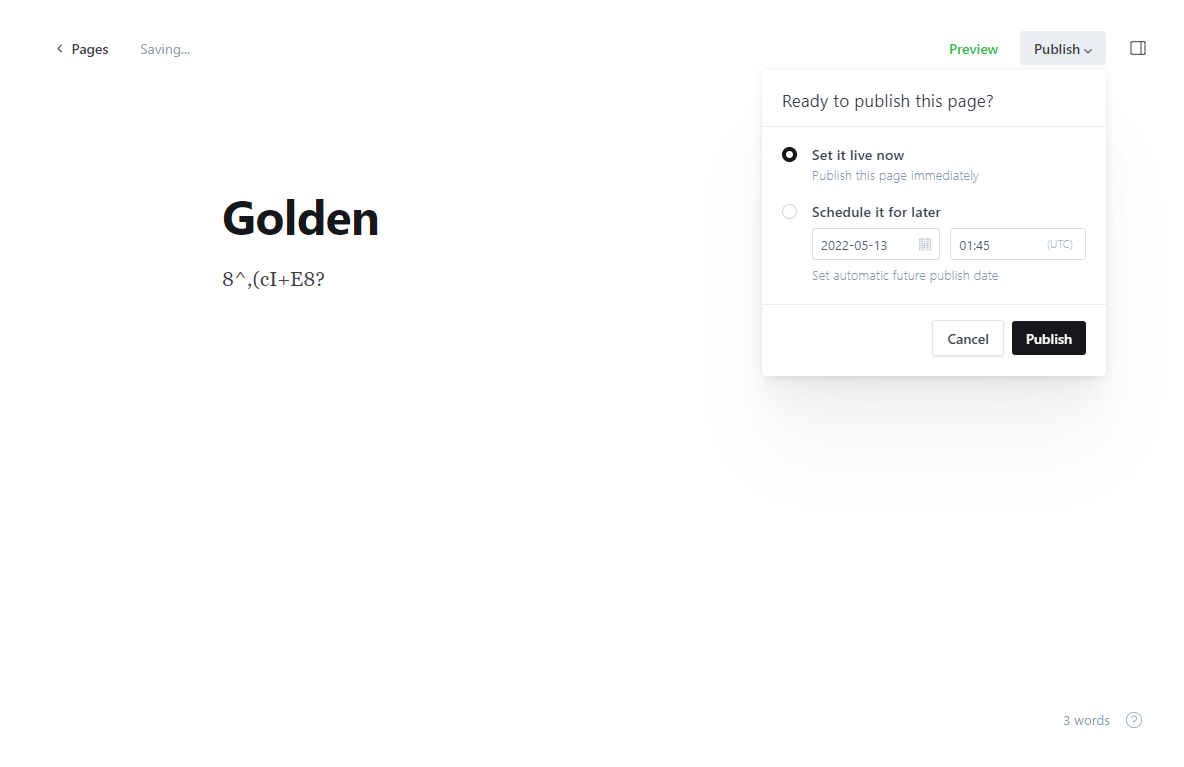 Pages Saving... Preview Publish
Ready to publish this page?
Set it live now
Publish this page immediately
Schedule it for later
2022-05-13 01:45 (UTC)
Set automatic future publish date
Cancel Publish
Golden
8^,(cI+E8?
3 words ?